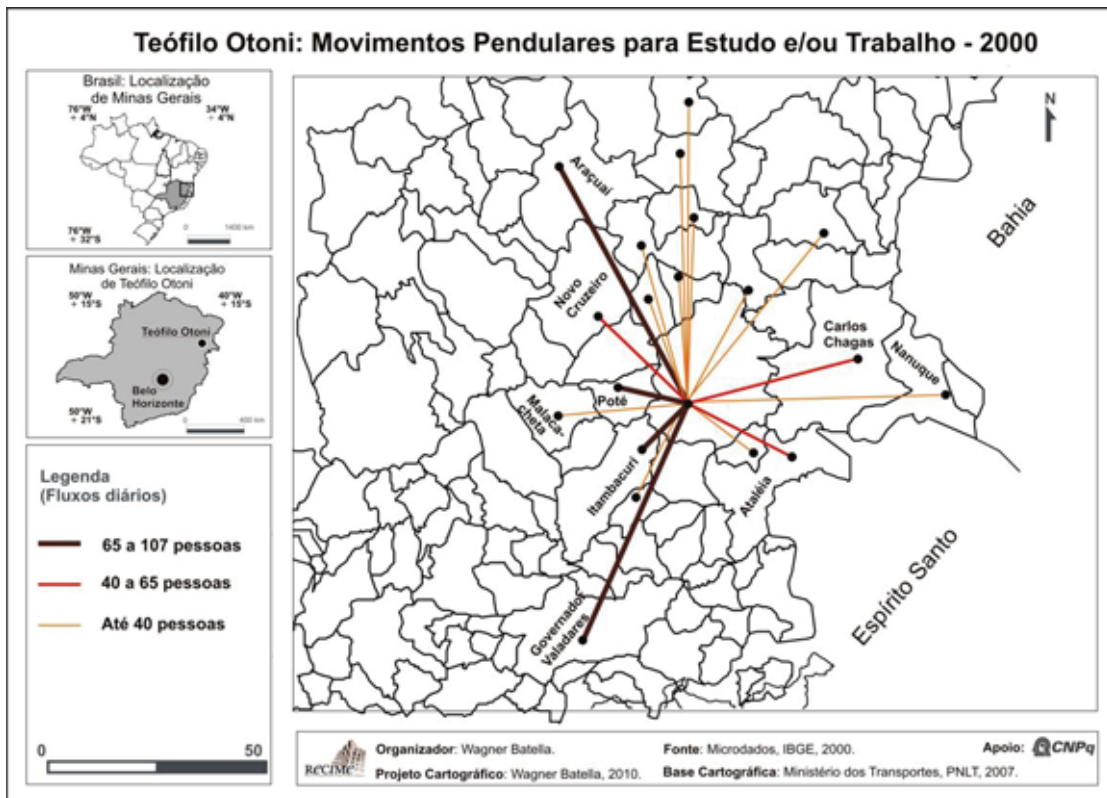 Teófilo Otoni: Movimentos Pendulares para Estudo e/ou Trabalho - 2000
Brasil: Localização
de Minas Gerais
76°W
+ 4°N
34°W
+ 4°N
76°W
+ 32°S
0
1400 km
Minas Gerais: Localização
de Teófilo Otoni
50°W
+ 15°S
40°W
+ 15°S
Teófilo Otoni
Belo
Horizonte
50°W
+ 21°S
0
400 km
Legenda
(Fluxos diários)
65 a 107 pessoas
40 a 65 pessoas
Até 40 pessoas
0
50
N
Araçuaí
Bahia
Novo
Cruzeiro
Carlos
Chagas
Nanuque
Poté
Malaca-
cheta
Itambacuri
Ataléia
Espírito Santo
Governador
Valadares
ReCiMe
Organizador: Wagner Batella.
Projeto Cartográfico: Wagner Batella, 2010.
Fonte: Microdados, IBGE, 2000.
Base Cartográfica: Ministério dos Transportes, PNLT, 2007.
Apoio:
CNPq